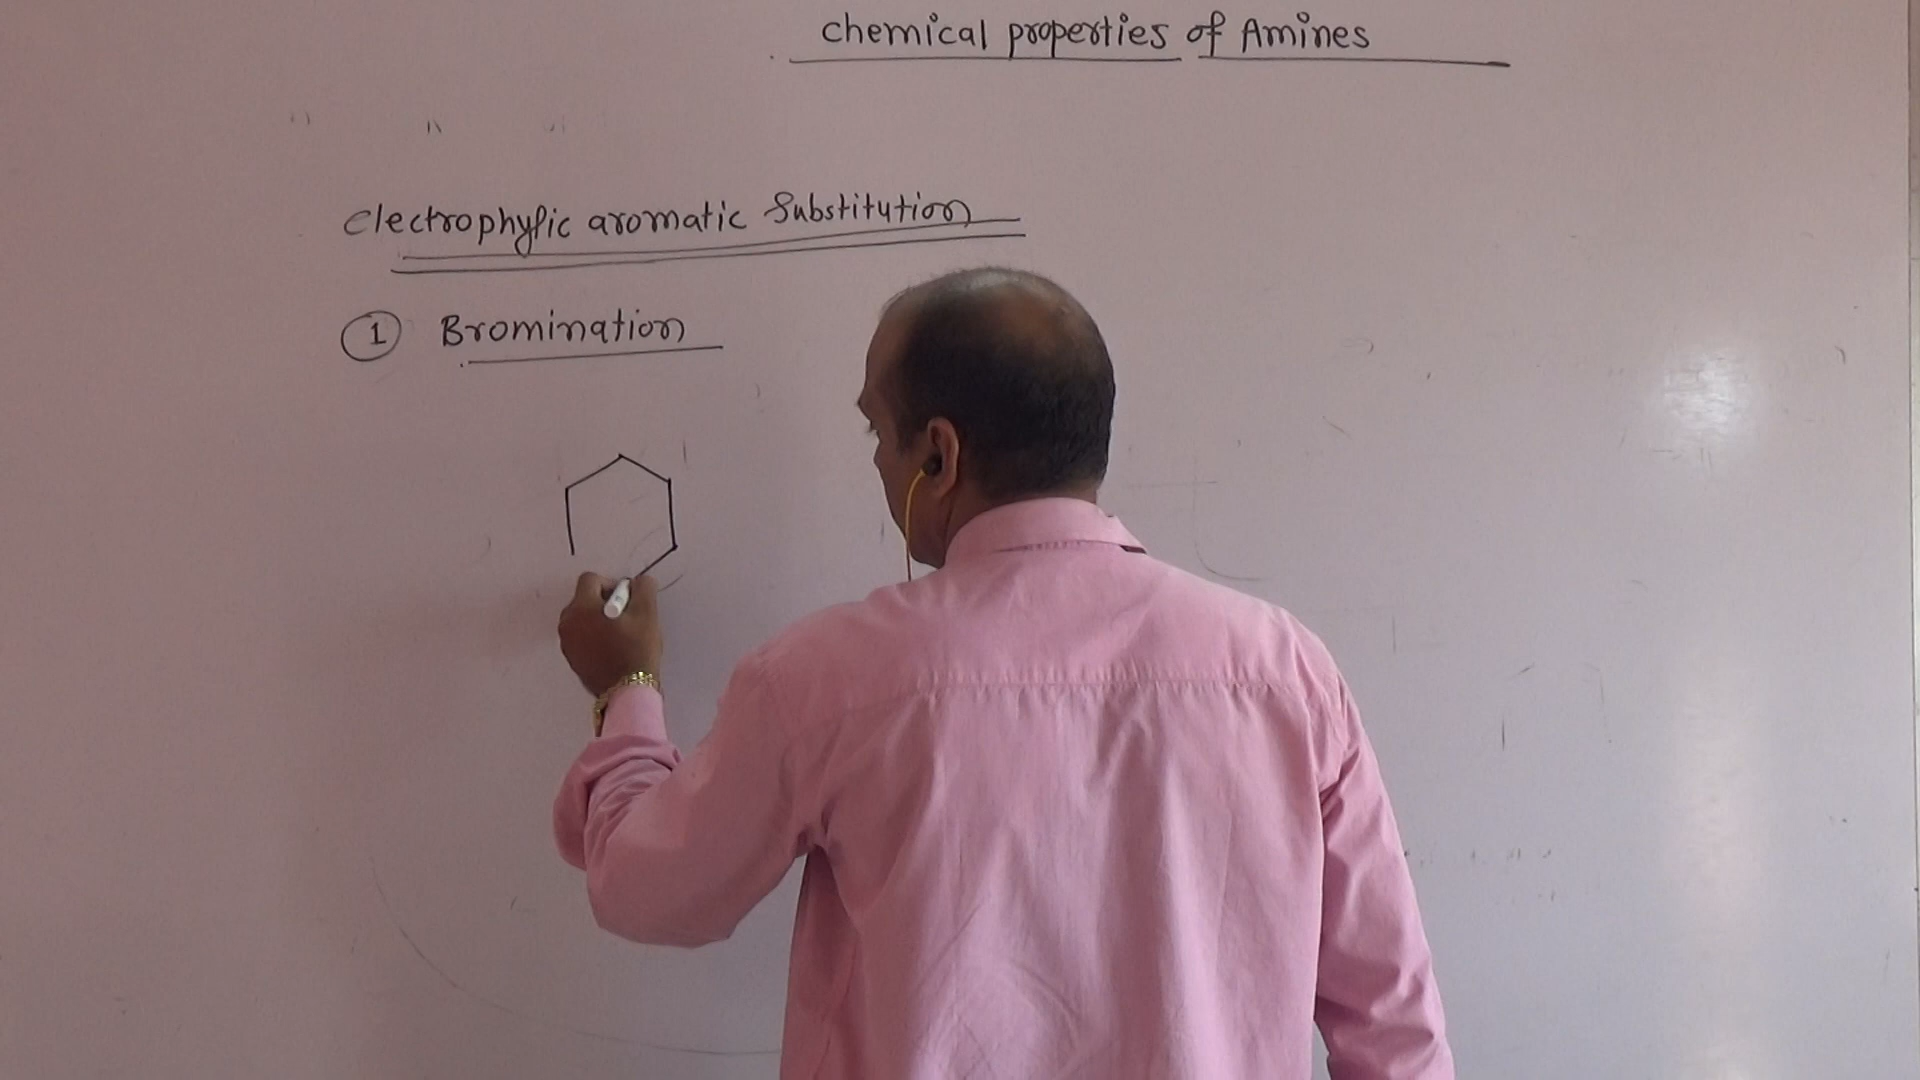 chemical properties of Amines
electrophylic aromatic Substitution
1 Bromination